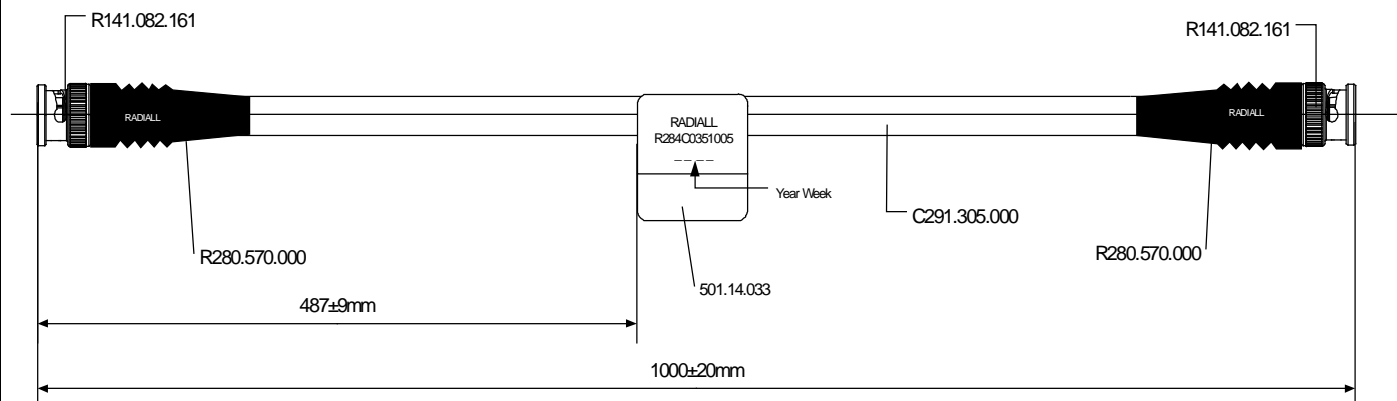 R141.082.161
R141.082.161
RADIALL
RADIALL
RADIALL
R284C0351005
Year Week
C291.305.000
R280.570.000
R280.570.000
501.14.033
487±9mm
1000±20mm